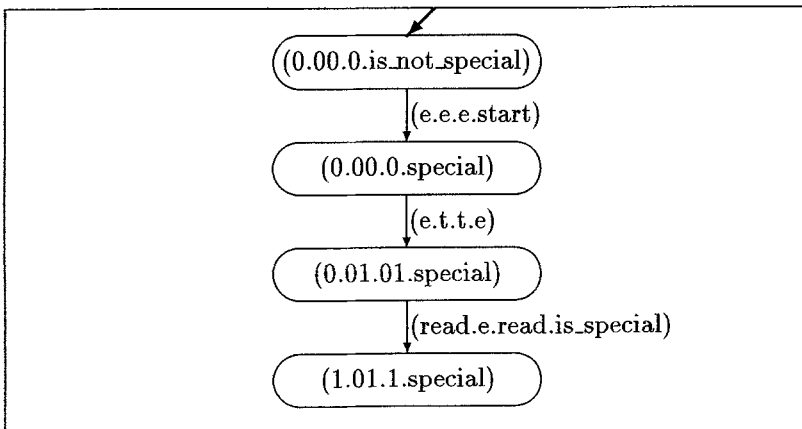 (0.00.0.is_not_special)
(e.e.e.start)
(0.00.0.special)
(e.t.t.e)
(0.01.01.special)
(read.e.read.is_special)
(1.01.1.special)